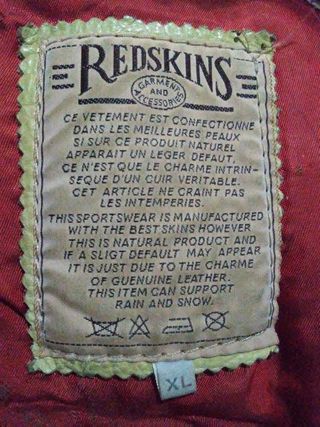 REDSKINS
GARMENT
AND
ACCESSORIES
CE VETEMENT EST CONFECTIONNE
DANS LES MEILLEURES PEAUX
SI SUR CE PRODUIT NATUREL
APPARAIT UN LEGER DEFAUT,
CE N'EST QUE LE CHARME INTRIN-
SEQUE D'UN CUIR VERITABLE.
CET ARTICLE NE CRAINT PAS
LES INTEMPERIES.
THIS SPORTSWEAR IS MANUFACTURED
WITH THE BEST SKINS HOWEVER
THIS IS NATURAL PRODUCT AND
IF A SLIGT DEFAULT MAY APPEAR
IT IS JUST DUE TO THE CHARME
OF GUENUINE LEATHER.
THIS ITEM CAN SUPPORT
RAIN AND SNOW.
XL